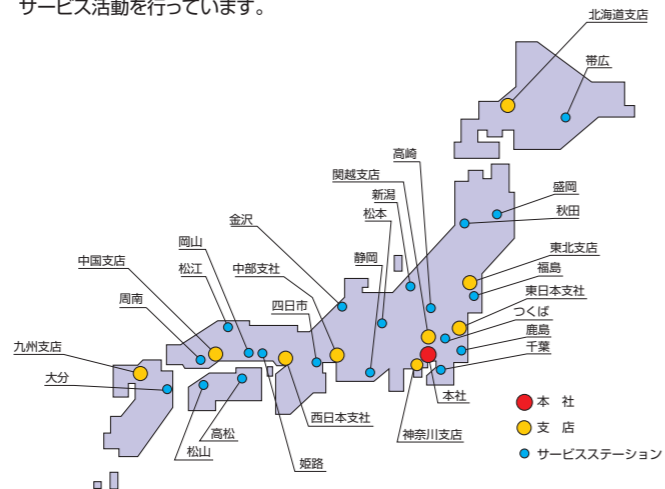 サービス活動を行っています。
北海道支店
帯広
高崎
関越支店
新潟
松本
盛岡
秋田
金沢
静岡
東北支店
福島
岡山
中部支社
中国支店
松江
四日市
東日本支社
つくば
周南
鹿島
千葉
九州支店
大分
本社
西日本支社
神奈川支店
高松
松山
姫路
本 社
支 店
サービスステーション